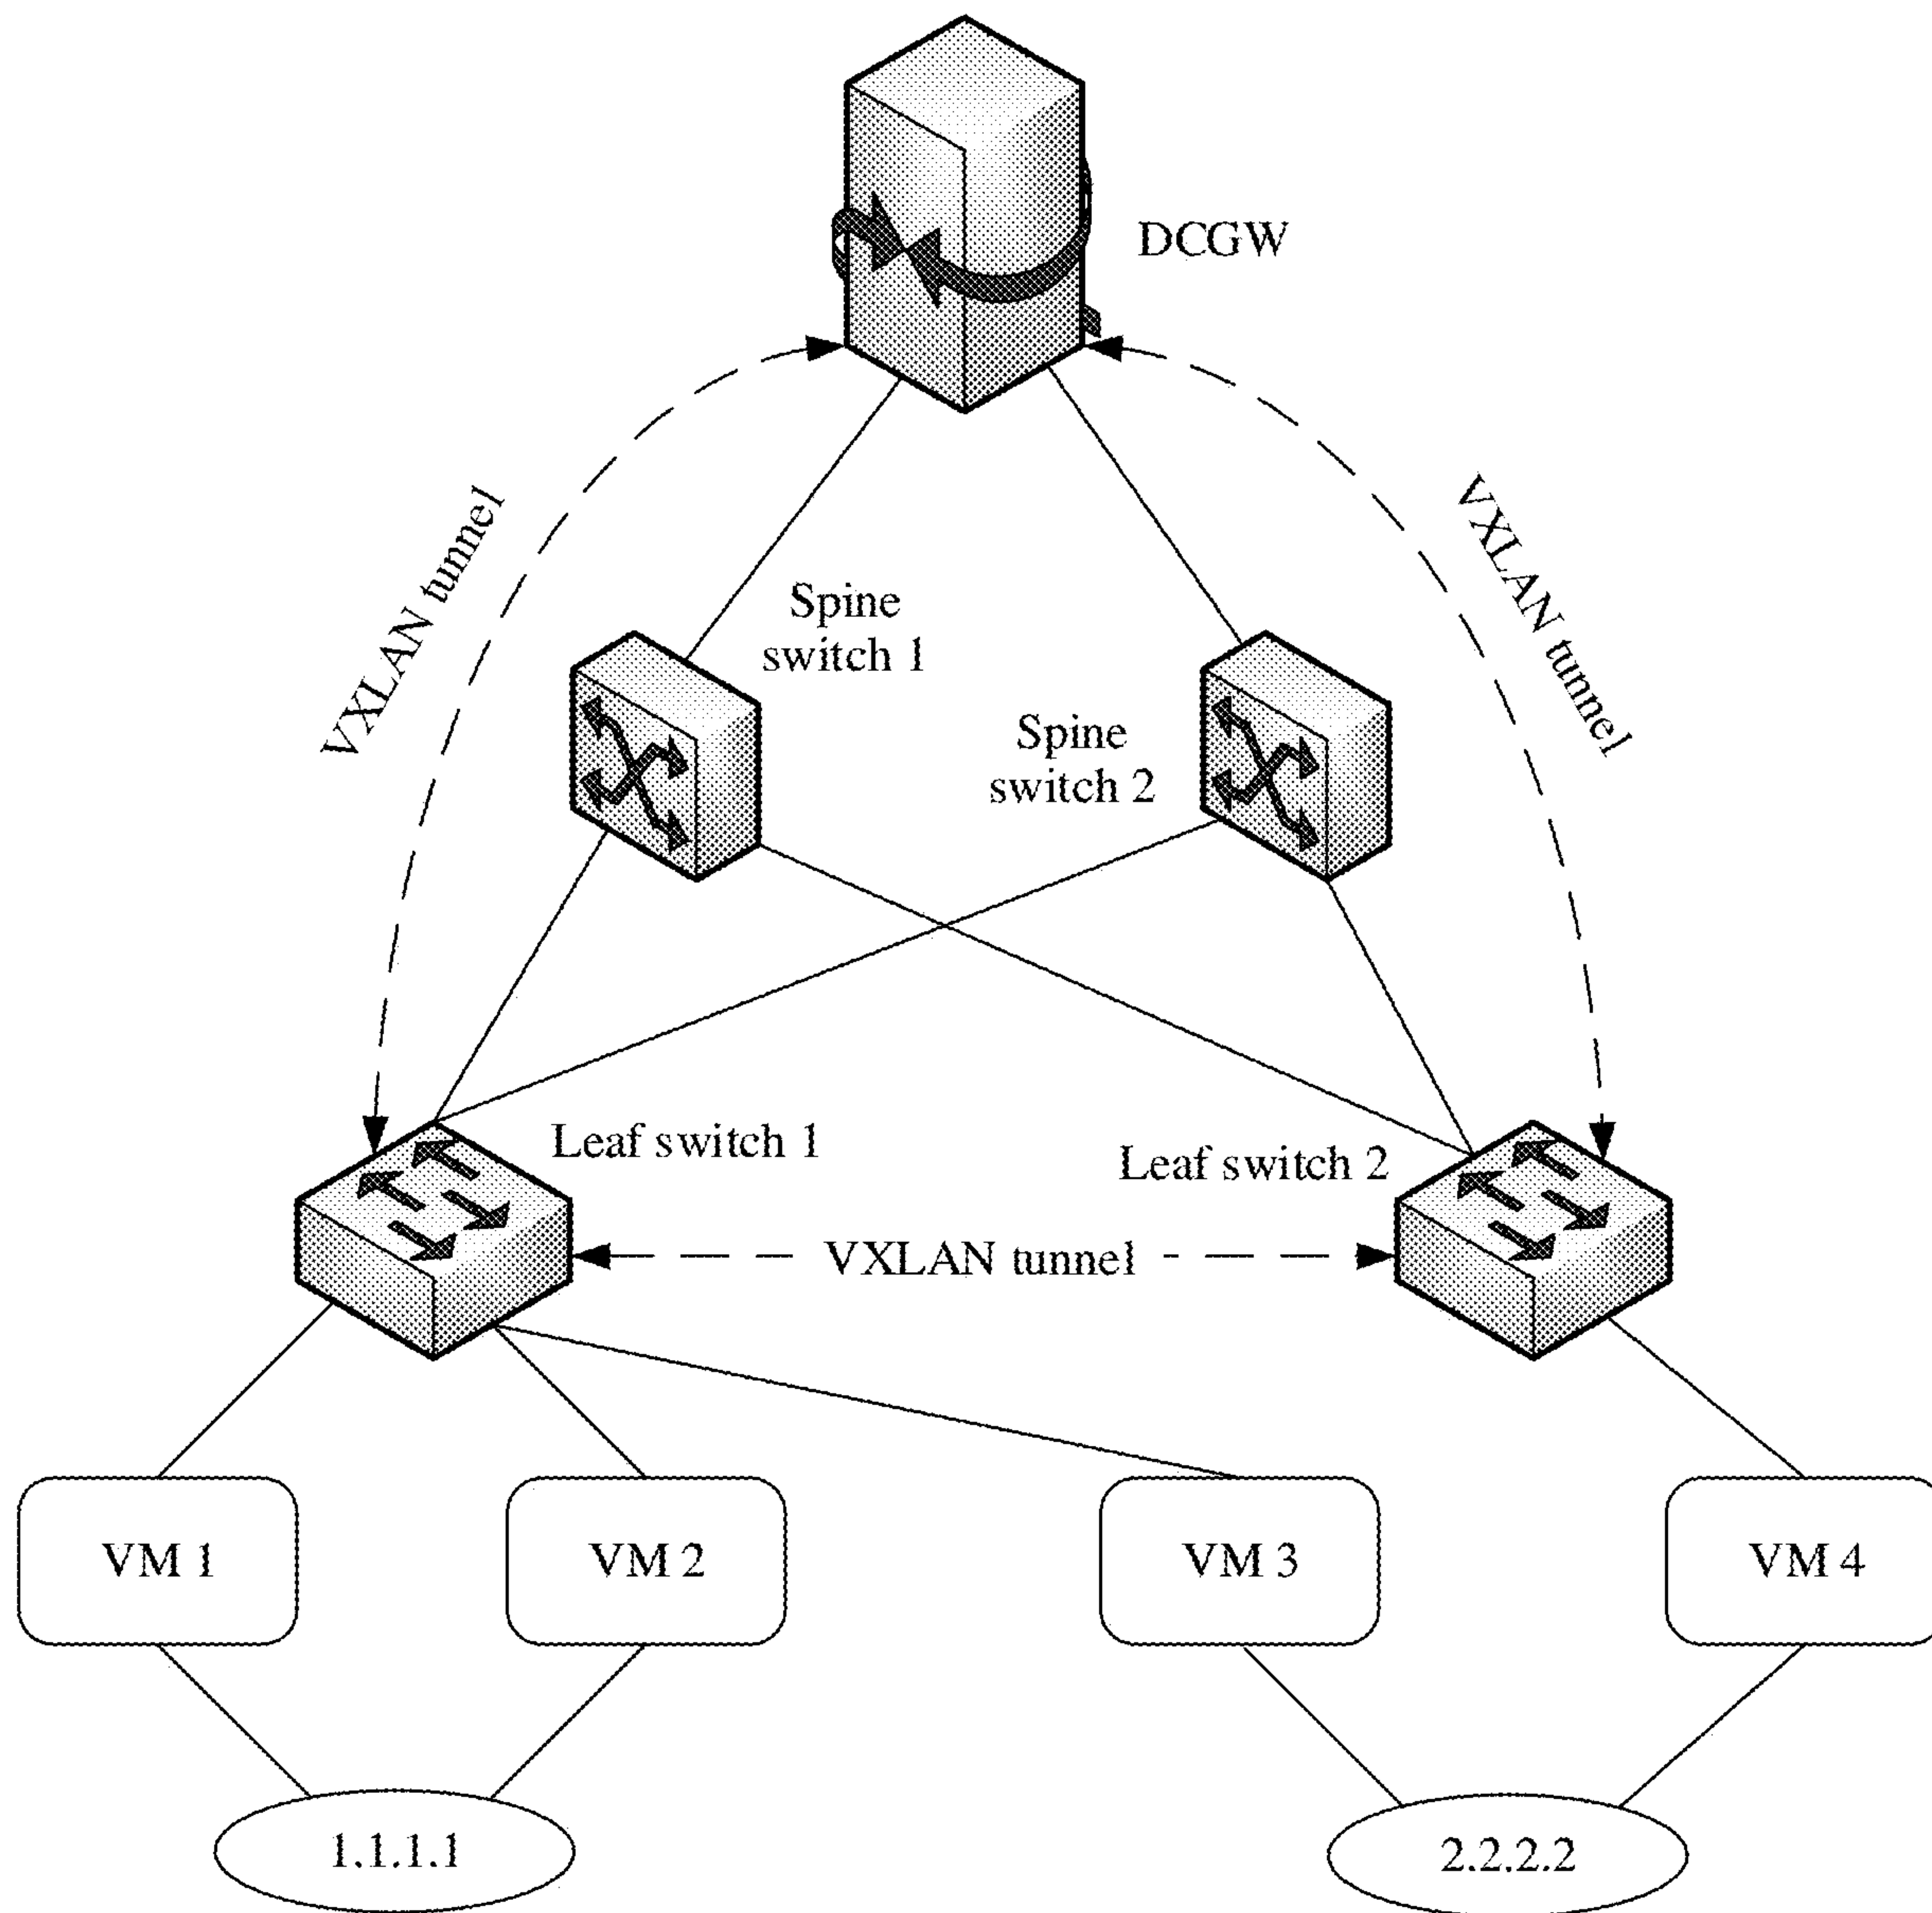 DCGW
VXLAN tunnel
VXLAN tunnel
Spine
switch 1
Spine
switch 2
Leaf switch 1
Leaf switch 2
VXLAN tunnel
VM 1
VM 2
VM 3
VM 4
1.1.1.1
2.2.2.2